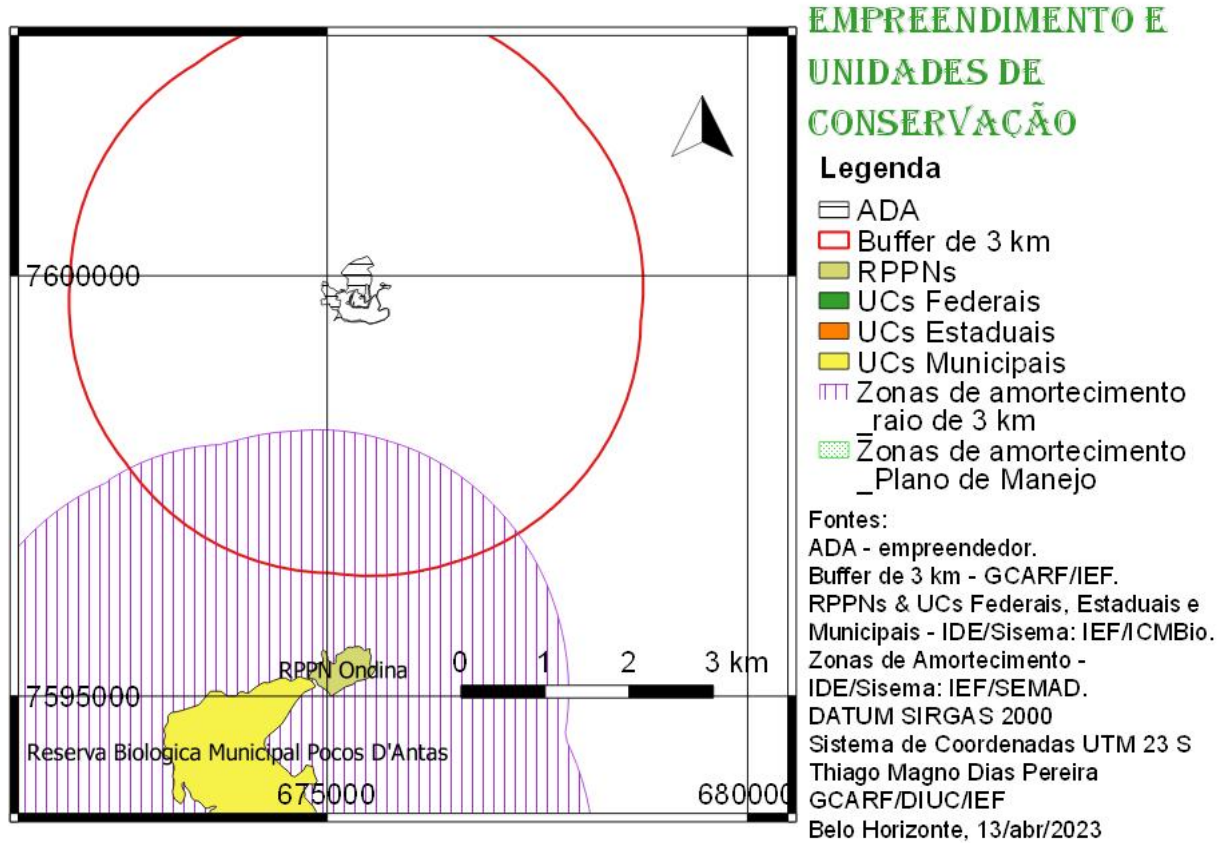 EMPREENDIMENTO E
UNIDADES DE
CONSERVAÇÃO
Legenda
ADA
Buffer de 3 km
RPPNs
UCs Federais
UCs Estaduais
UCs Municipais
Zonas de amortecimento
_raio de 3 km
Zonas de amortecimento
_Plano de Manejo
Fontes:
ADA - empreendedor.
Buffer de 3 km - GCARF/IEF.
RPPNs & UCs Federais, Estaduais e
Municipais - IDE/Sisema: IEF/ICMBio.
Zonas de Amortecimento -
IDE/Sisema: IEF/SEMAD.
DATUM SIRGAS 2000
Sistema de Coordenadas UTM 23 S
Thiago Magno Dias Pereira
GCARF/DIUC/IEF
Belo Horizonte, 13/abr/2023
7600000
RPPN Ondina
0 1 2 3 km
7595000
Reserva Biologica Municipal Pocos D'Antas
675000
680000